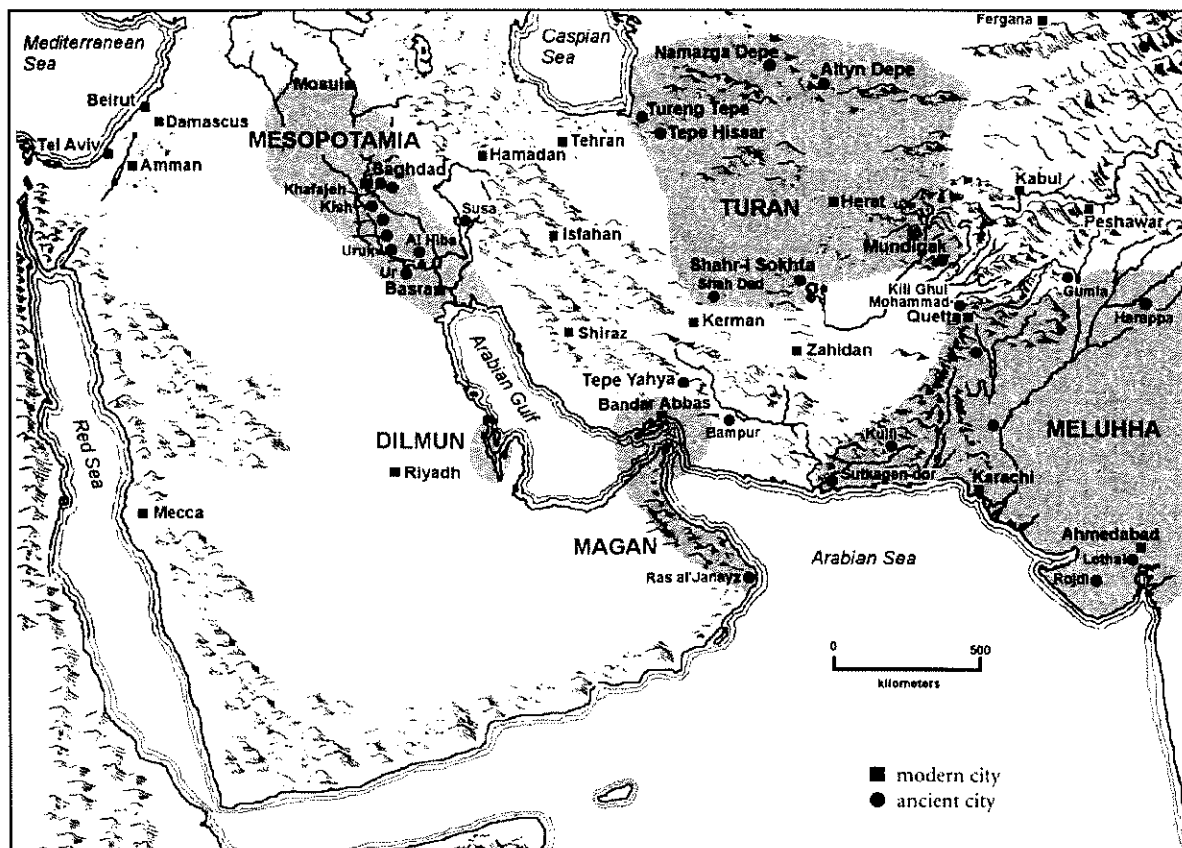 Mediterranean
Sea
Caspian
Sea
Fergana
Namazga Depe
Altyn Depe
Mosul
Beirut
Damascus
Tureng Tepe
Tepe Hissar
MESOPOTAMIA
Tel Aviv
Amman
Hamadan
Tehran
Baghdad
Khafajeh
Kish
Kabul
Herat
TURAN
Peshawar
Susa
Isfahan
Uruk
Al Hiba
Mundigak
Ur
Basra
Shahr-i Sokhta
Shah Dad
Kili Ghul
Mohammad
Gumla
Quetta
Harappa
Kerman
Shiraz
Zahidan
Arabian Gulf
Tepe Yahya
Bandar Abbas
Bampur
Kulli
MELUHHA
DILMUN
Riyadh
Red Sea
Sutkagen-dor
Karachi
Mecca
MAGAN
Arabian Sea
Ahmedabad
Lothal
Rojdi
Ras al'Janayz
0 500
kilometers
modern city
ancient city